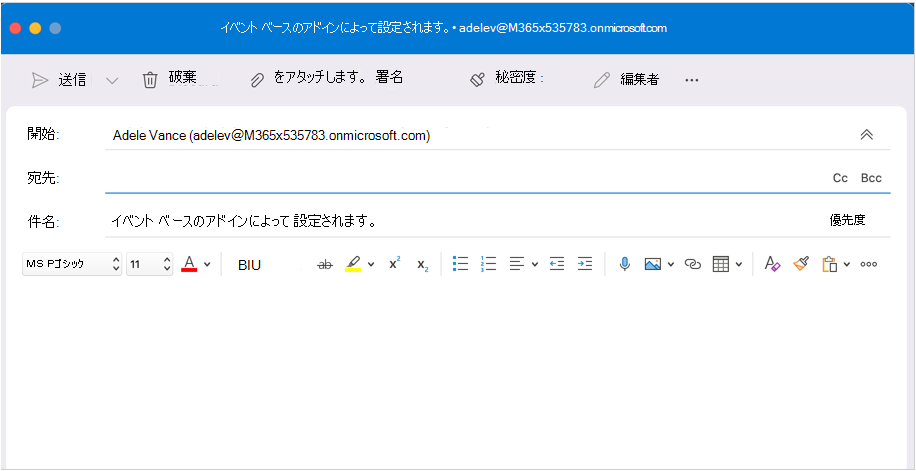 イベント ベースのアドインによって設定されます。• adelev@M365x535783.onmicrosoft.com
送信 破棄 をアタッチします。 署名 秘密度 : 編集者 ...
開始: Adele Vance (adelev@M365x535783.onmicrosoft.com)
宛先: Cc Bcc
件名: イベント ベースのアドインによって 設定されます。 優先度
MS Pゴシック 11 A BIU ab x² x₂ A